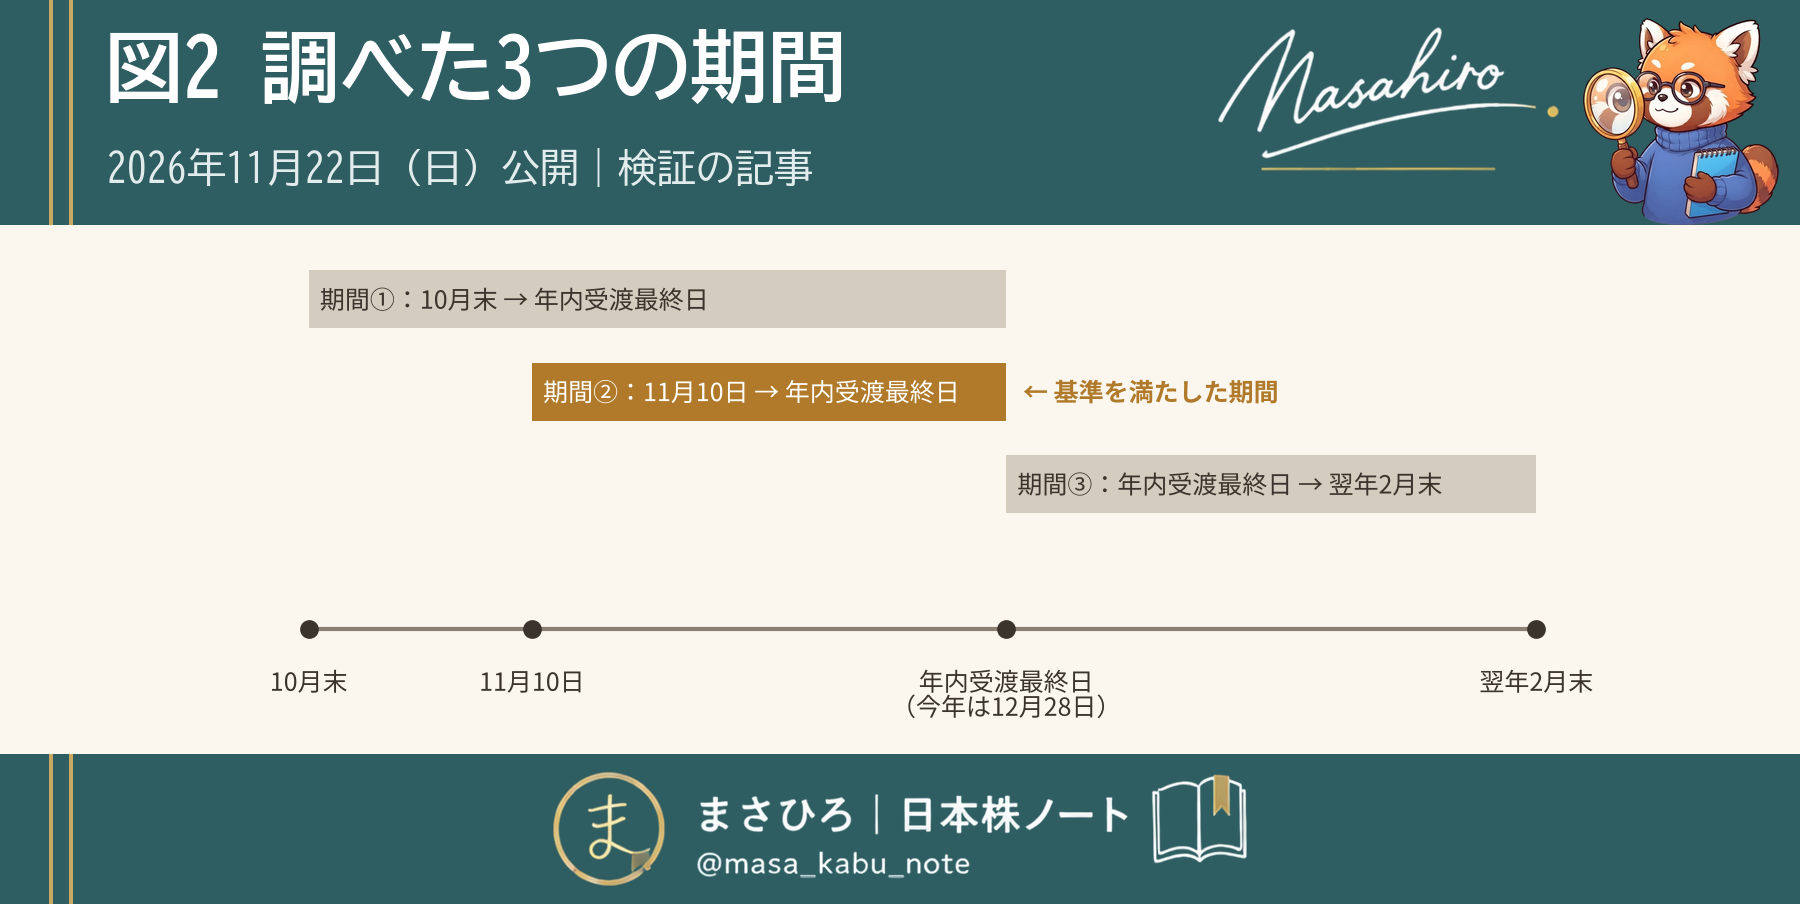 図2 調べた3つの期間
2026年11月22日（日）公開｜検証の記事
Masahiro
期間①：10月末 → 年内受渡最終日
期間②：11月10日 → 年内受渡最終日
← 基準を満たした期間
期間③：年内受渡最終日 → 翌年2月末
10月末
11月10日
年内受渡最終日
（今年は12月28日）
翌年2月末
ま
まさひろ｜日本株ノート
@masa_kabu_note